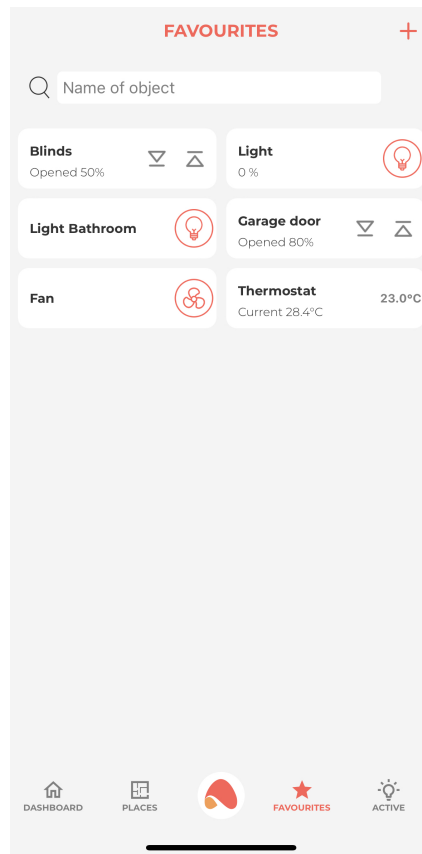 FAVOURITES +
Name of object
Blinds
Opened 50%
Light
0 %
Light Bathroom
Garage door
Opened 80%
Fan
Thermostat
Current 28.4°C
23.0°C
DASHBOARD
PLACES
FAVOURITES
ACTIVE